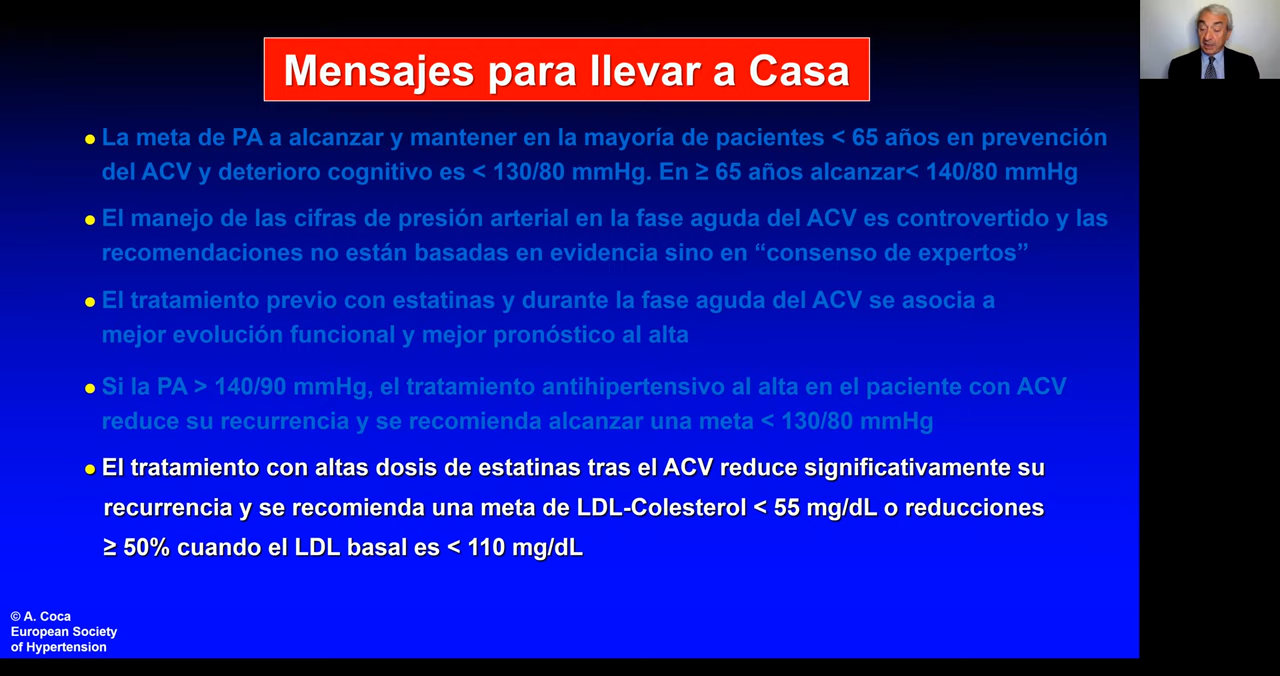 Mensajes para llevar a Casa
La meta de PA a alcanzar y mantener en la mayoría de pacientes < 65 años en prevención
del ACV y deterioro cognitivo es < 130/80 mmHg. En ≥ 65 años alcanzar< 140/80 mmHg
El manejo de las cifras de presión arterial en la fase aguda del ACV es controvertido y las
recomendaciones no están basadas en evidencia sino en “consenso de expertos”
El tratamiento previo con estatinas y durante la fase aguda del ACV se asocia a
mejor evolución funcional y mejor pronóstico al alta
Si la PA > 140/90 mmHg, el tratamiento antihipertensivo al alta en el paciente con ACV
reduce su recurrencia y se recomienda alcanzar una meta < 130/80 mmHg
El tratamiento con altas dosis de estatinas tras el ACV reduce significativamente su
recurrencia y se recomienda una meta de LDL-Colesterol < 55 mg/dL o reducciones
≥ 50% cuando el LDL basal es < 110 mg/dL
© A. Coca
European Society
of Hypertension